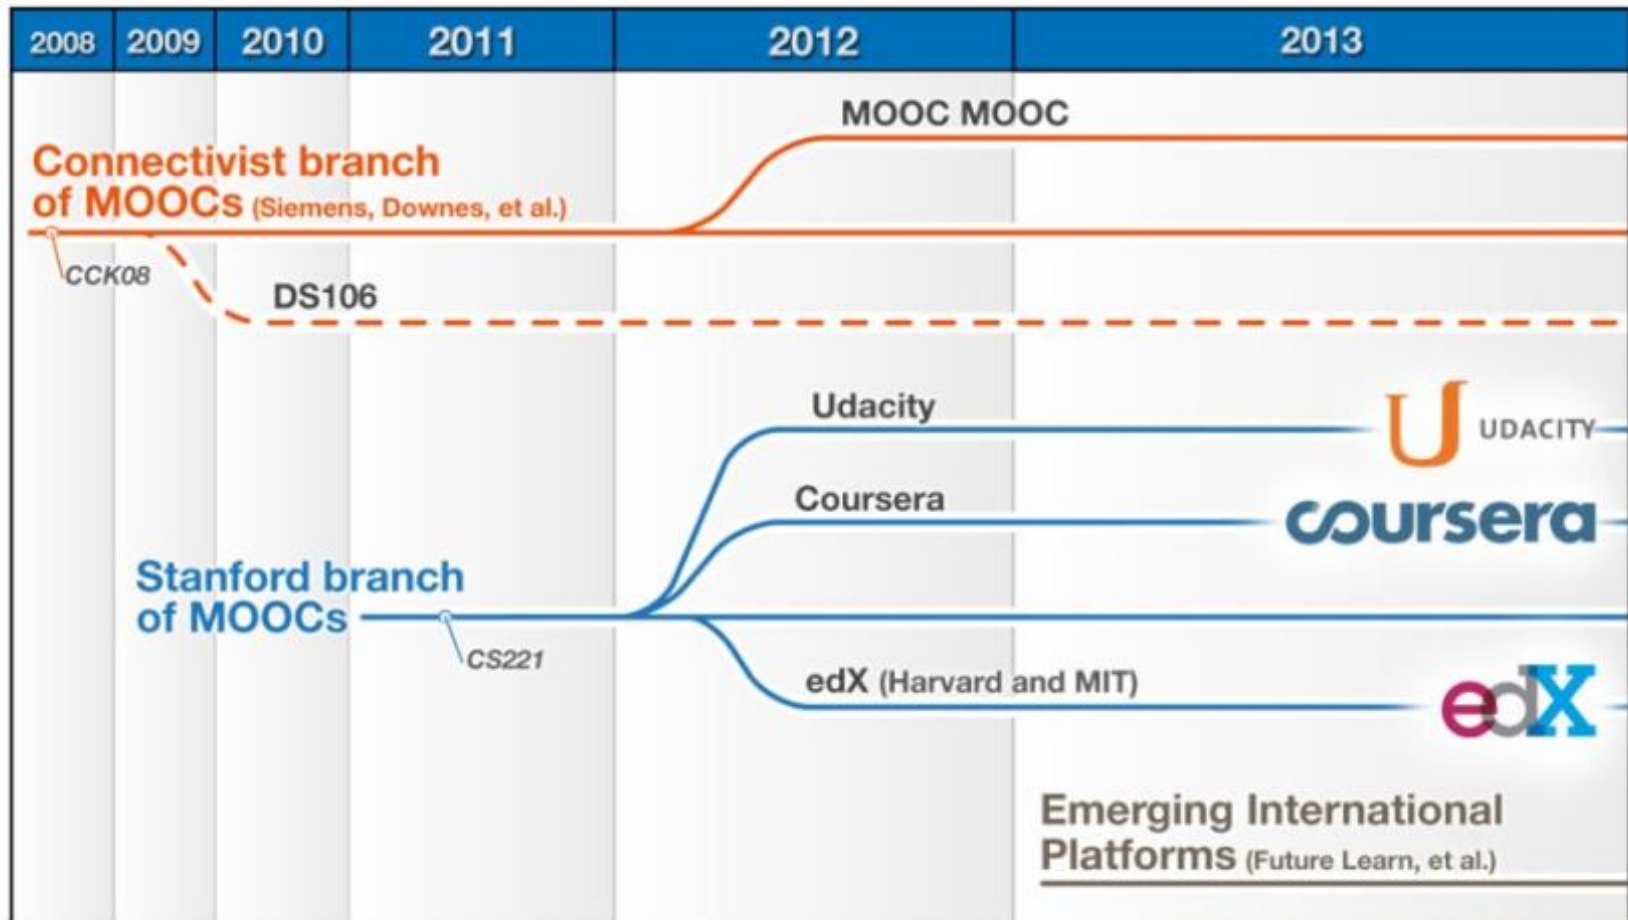 2008 2009 2010 2011 2012 2013
MOOC MOOC
Connectivist branch
of MOOCs (Siemens, Downes, et al.)
CCK08
DS106
Udacity
UDACITY
Coursera
coursera
Stanford branch
of MOOCs
CS221
edX (Harvard and MIT)
edX
Emerging International
Platforms (Future Learn, et al.)